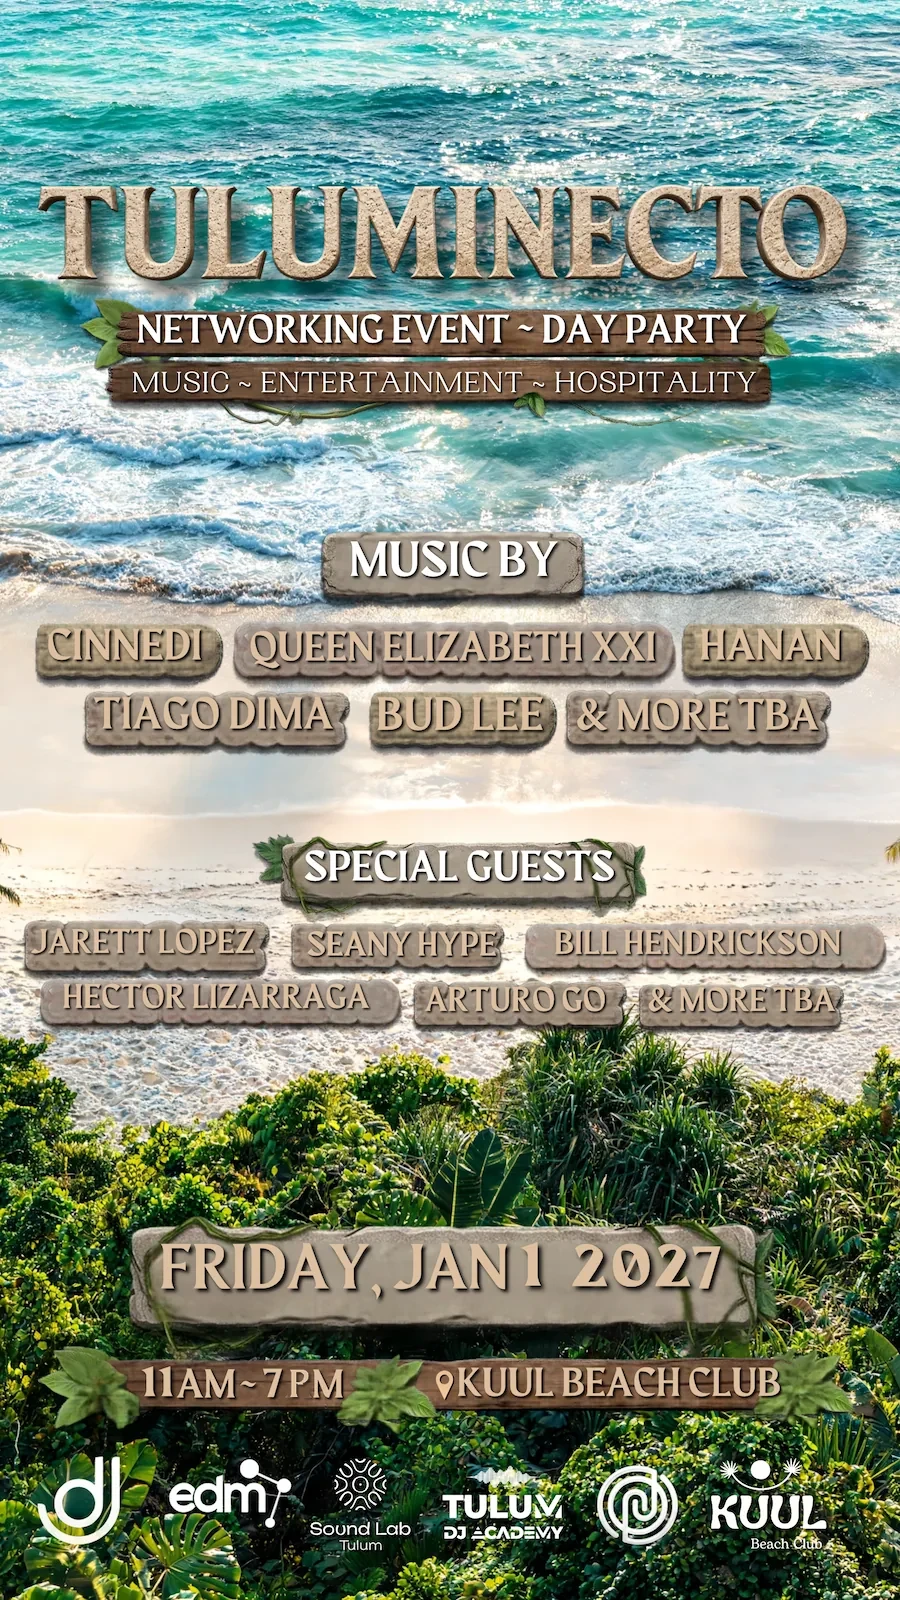 TULUMINECTO
NETWORKING EVENT ~ DAY PARTY
MUSIC ~ ENTERTAINMENT ~ HOSPITALITY
MUSIC BY
CINNEDI QUEEN ELIZABETH XXI HANAN
TIAGO DIMA BUD LEE & MORE TBA
SPECIAL GUESTS
JARETT LOPEZ SEANY HYPE BILL HENDRICKSON
HECTOR LIZARRAGA ARTURO GO & MORE TBA
FRIDAY, JAN 1 2027
11AM ~ 7PM KUUL BEACH CLUB
edm
Sound Lab
Tulum
TULUM
DJ ACADEMY
KUUL
Beach Club